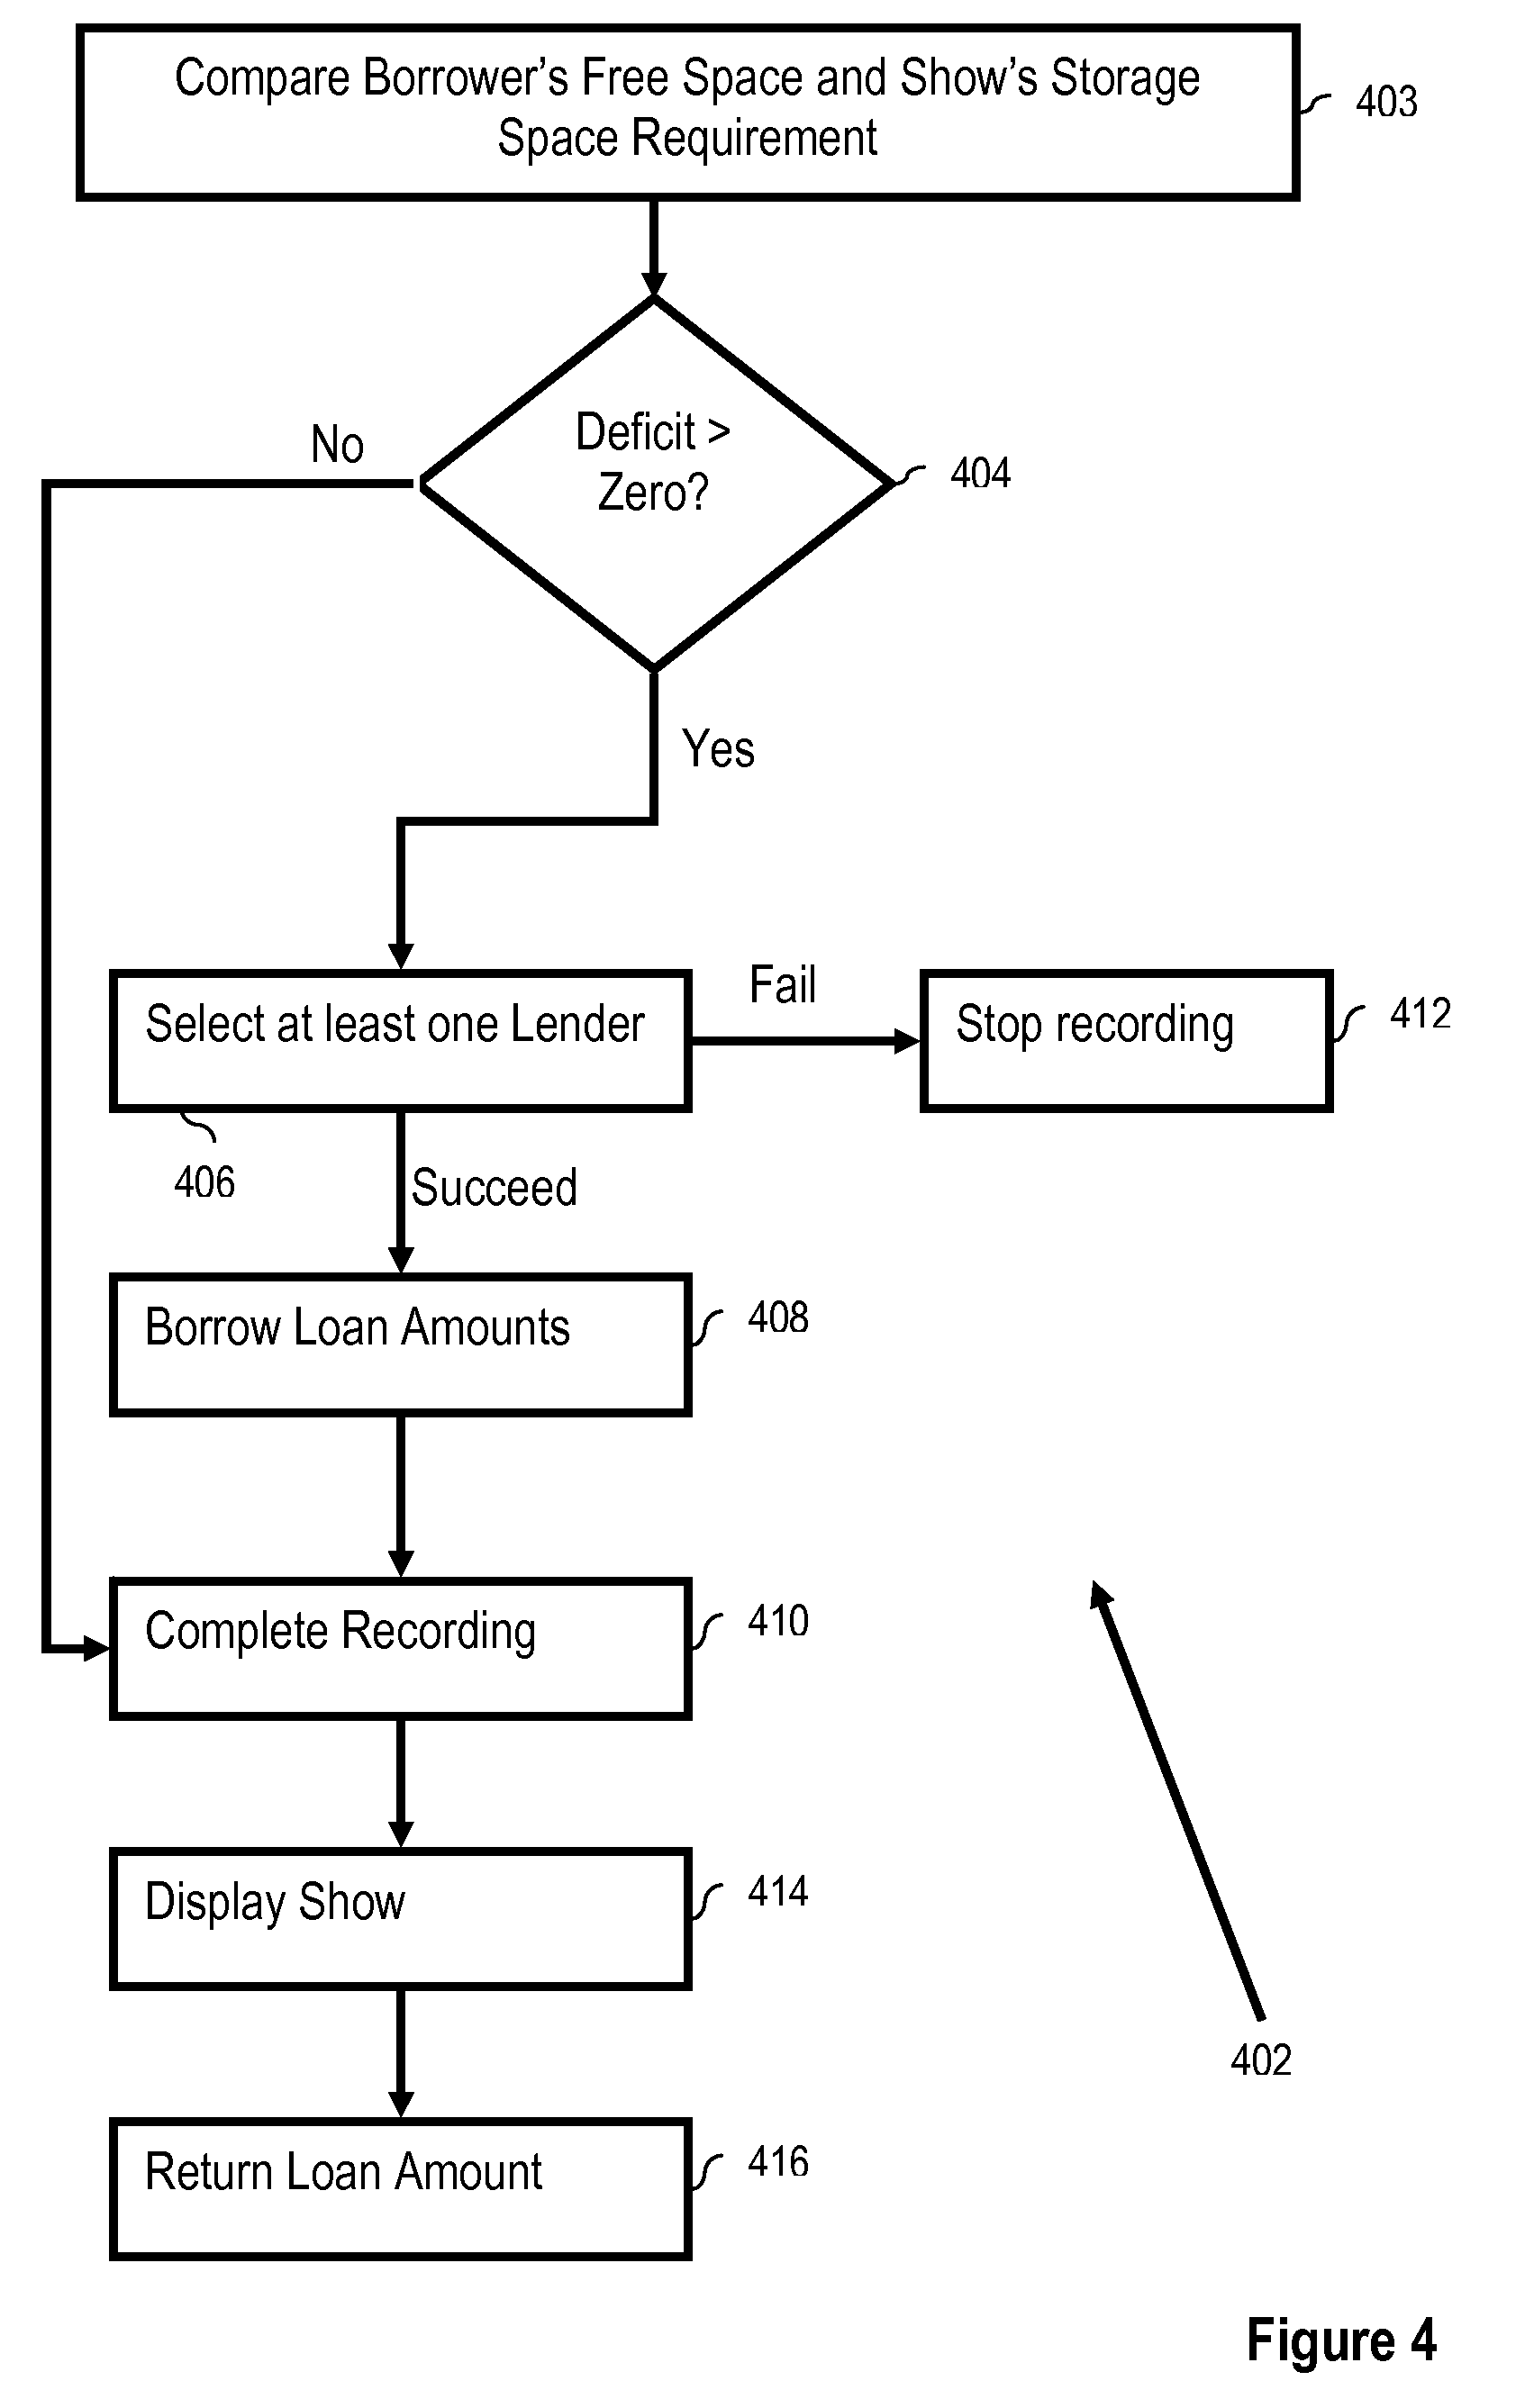 Compare Borrower’s Free Space and Show’s Storage
Space Requirement
403
Deficit >
Zero?
404
No
Yes
Select at least one Lender
406
Fail
Stop recording
412
Succeed
Borrow Loan Amounts
408
Complete Recording
410
Display Show
414
Return Loan Amount
416
402
Figure 4